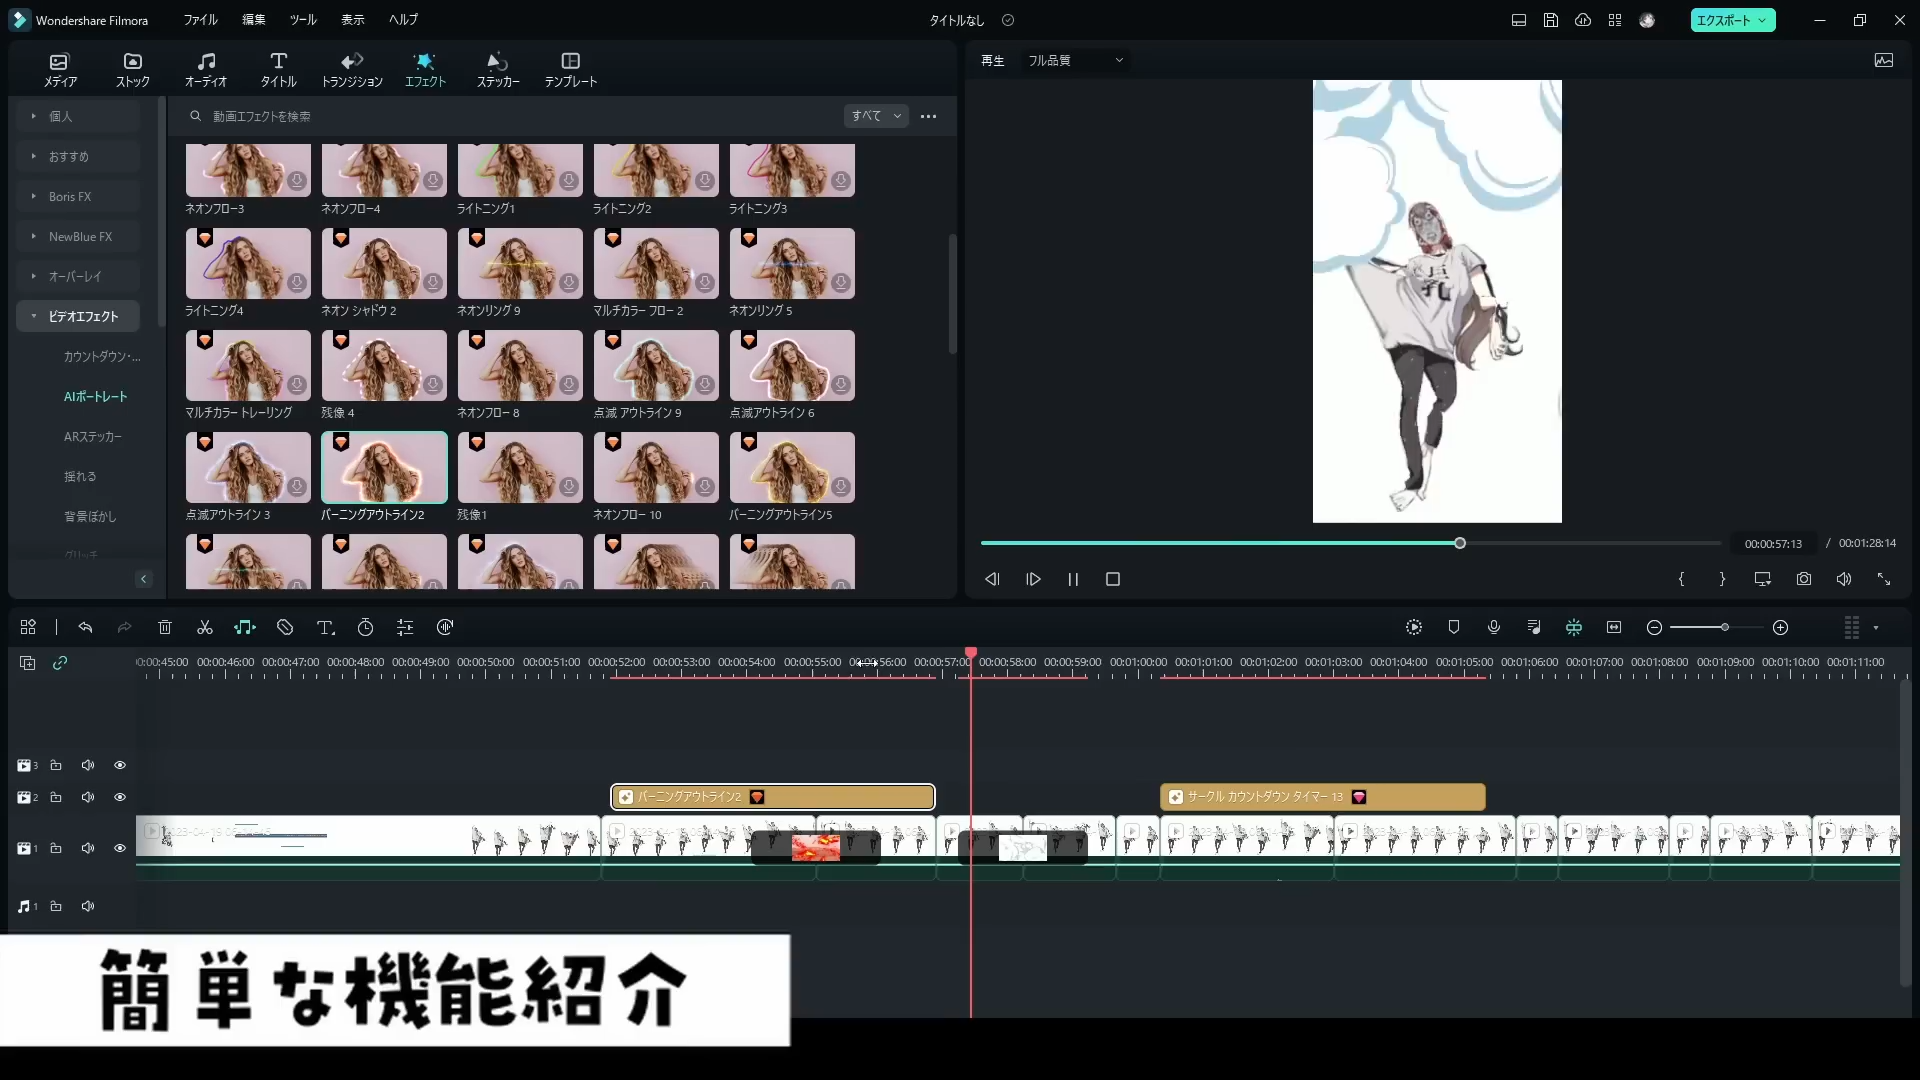 Wondershare Filmora
ファイル 編集 ツール 表示 ヘルプ
タイトルなし
エクスポート
メディア ストック オーディオ タイトル トランジション エフェクト ステッカー テンプレート
再生 フル品質
個人
おすすめ
Boris FX
NewBlue FX
オーバーレイ
ビデオエフェクト
カウントダウン・...
AIポートレート
ARステッカー
揺れる
背景ぼかし
グリッチ
動画エフェクトを検索
すべて
ネオンフロー3 ネオンフロー4 ライトニング1 ライトニング2 ライトニング3
ライトニング4 ネオン シャドウ 2 ネオンリング 9 マルチカラー フロー 2 ネオンリング 5
マルチカラー トレーリング 残像 4 ネオンフロー 8 点滅 アウトライン 9 点滅アウトライン 6
点滅アウトライン 3 バーニングアウトライン2 残像1 ネオンフロー 10 バーニングアウトライン5
00:00:57:13 / 00:01:28:14
00:00:45:00 00:00:46:00 00:00:47:00 00:00:48:00 00:00:49:00 00:00:50:00 00:00:51:00 00:00:52:00 00:00:53:00 00:00:54:00 00:00:55:00 00:00:56:00 00:00:57:00 00:00:58:00 00:00:59:00 00:01:00:00 00:01:01:00 00:01:02:00 00:01:03:00 00:01:04:00 00:01:05:00 00:01:06:00 00:01:07:00 00:01:08:00 00:01:09:00 00:01:10:00 00:01:11:00
3
2
バーニングアウトライン2 サークル カウントダウン タイマー 13
1
1
簡単な機能紹介